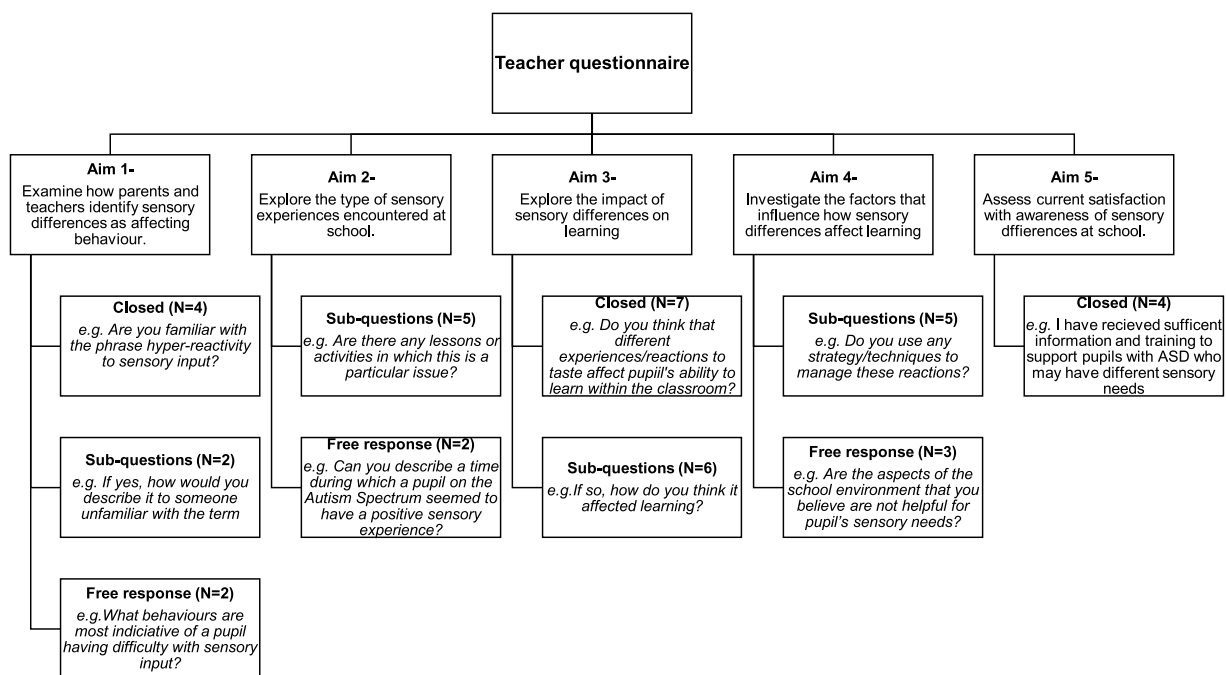 Teacher questionnaire
Aim 1-
Examine how parents and
teachers identify sensory
differences as affecting
behaviour.
Closed (N=4)
e.g. Are you familiar with
the phrase hyper-reactivity
to sensory input?
Sub-questions (N=2)
e.g. If yes, how would you
describe it to someone
unfamiliar with the term
Free response (N=2)
e.g.What behaviours are
most indiciative of a pupil
having difficulty with sensory
input?
Aim 2-
Explore the type of sensory
experiences encountered at
school.
Sub-questions (N=5)
e.g. Are there any lessons or
activities in which this is a
particular issue?
Free response (N=2)
e.g. Can you describe a time
during which a pupil on the
Autism Spectrum seemed to
have a positive sensory
experience?
Aim 3-
Explore the impact of
sensory differences on
learning
Closed (N=7)
e.g. Do you think that
different
experiences/reactions to
taste affect pupiil's ability to
learn within the classroom?
Sub-questions (N=6)
e.g.If so, how do you think it
affected learning?
Aim 4-
Investigate the factors that
influence how sensory
differences affect learning
Sub-questions (N=5)
e.g. Do you use any
strategy/techniques to
manage these reactions?
Free response (N=3)
e.g. Are the aspects of the
school environment that you
believe are not helpful for
pupil's sensory needs?
Aim 5-
Assess current satisfaction
with awareness of sensory
dffierences at school.
Closed (N=4)
e.g. I have recieved sufficent
information and training to
support pupils with ASD who
may have different sensory
needs